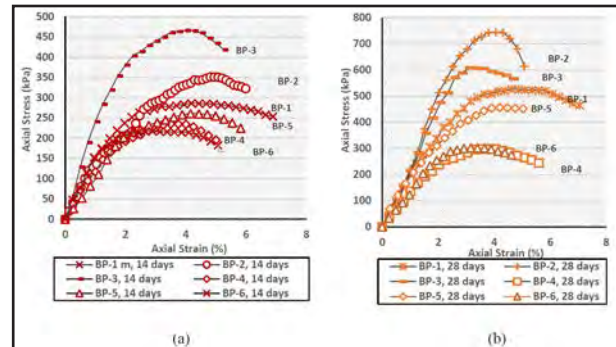 500
450
400
350
300
250
200
150
100
50
0
Axial Stress (kPa)
BP-3
BP-2
BP-1
BP-5
BP-4
BP-6
0 2 4 6 8
Axial Strain (%)
BP-1 m, 14 days BP-2, 14 days
BP-3, 14 days BP-4, 14 days
BP-5, 14 days BP-6, 14 days
(a)
800
700
600
500
400
300
200
100
0
Axial Stress (kPa)
BP-2
BP-3
BP-1
BP-5
BP-6
BP-4
0 2 4 6 8
Axial Strain (%)
BP-1, 28 days BP-2, 28 days
BP-3, 28 days BP-4, 28 days
BP-5, 28 days BP-6, 28 days
(b)